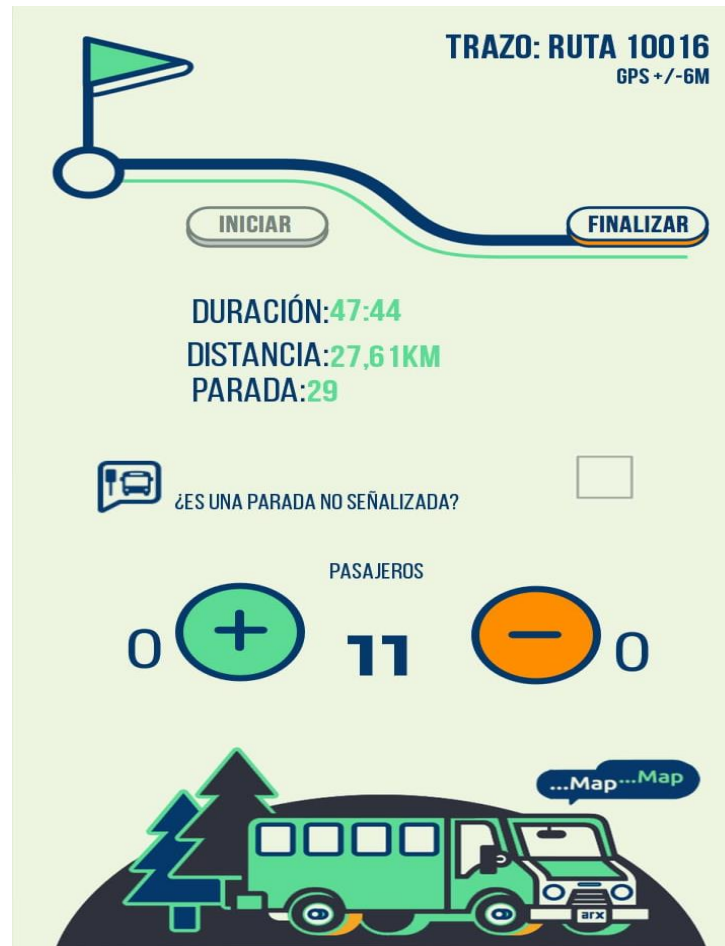 TRAZO: RUTA 10016
GPS +/-6M
INICIAR
FINALIZAR
DURACIÓN:47:44
DISTANCIA:27,61KM
PARADA:29
¿ES UNA PARADA NO SEÑALIZADA?
PASAJEROS
0 + 11 − 0
...Map...Map
arx